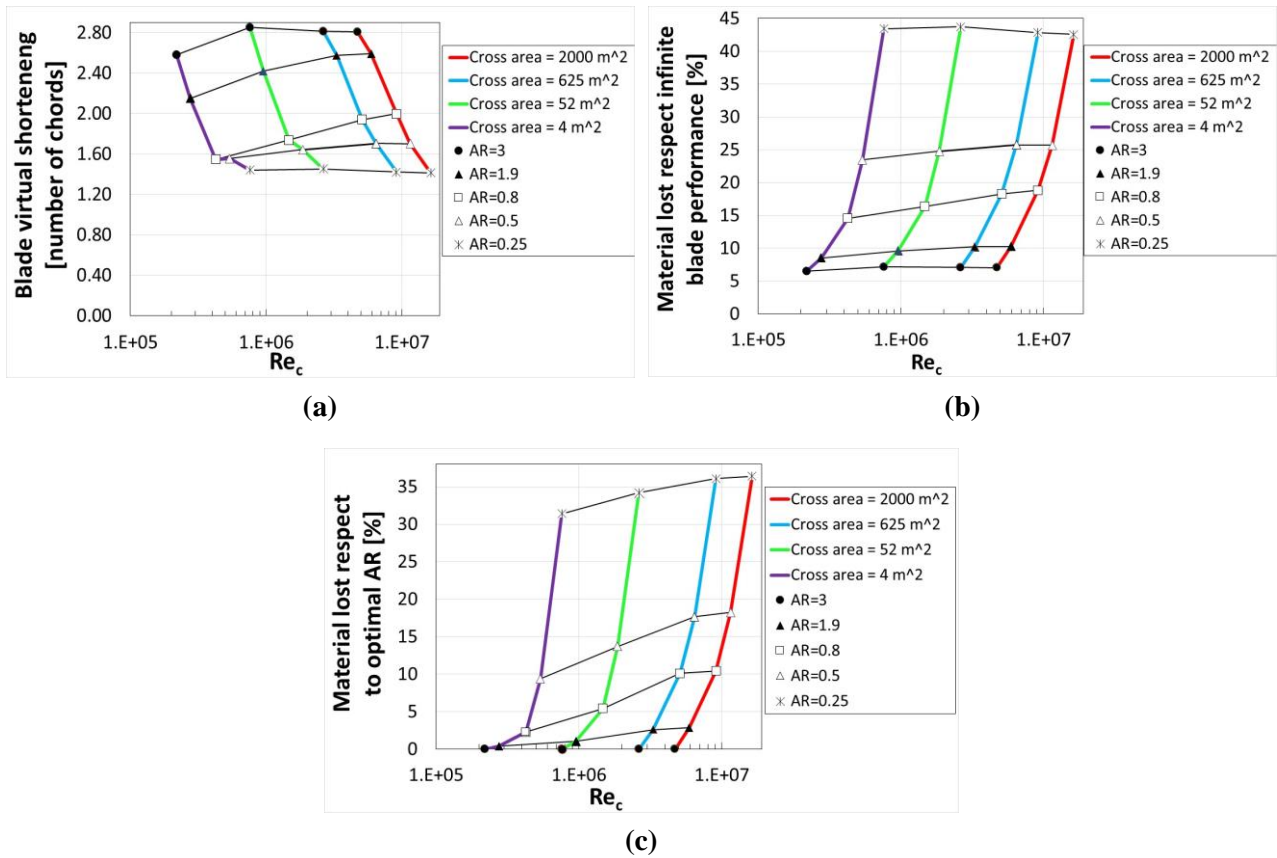 Blade virtual shorteneng
[number of chords]
2.80
2.40
2.00
1.60
1.20
0.80
0.40
0.00
1.E+05
1.E+06
1.E+07
Re_c
Cross area = 2000 m^2
Cross area = 625 m^2
Cross area = 52 m^2
Cross area = 4 m^2
AR=3
AR=1.9
AR=0.8
AR=0.5
AR=0.25
(a)
Material lost respect infinite
blade performance [%]
45
40
35
30
25
20
15
10
5
0
1.E+05
1.E+06
1.E+07
Re_c
Cross area = 2000 m^2
Cross area = 625 m^2
Cross area = 52 m^2
Cross area = 4 m^2
AR=3
AR=1.9
AR=0.8
AR=0.5
AR=0.25
(b)
Material lost respect
to optimal AR [%]
35
30
25
20
15
10
5
0
1.E+05
1.E+06
1.E+07
Re_c
Cross area = 2000 m^2
Cross area = 625 m^2
Cross area = 52 m^2
Cross area = 4 m^2
AR=3
AR=1.9
AR=0.8
AR=0.5
AR=0.25
(c)